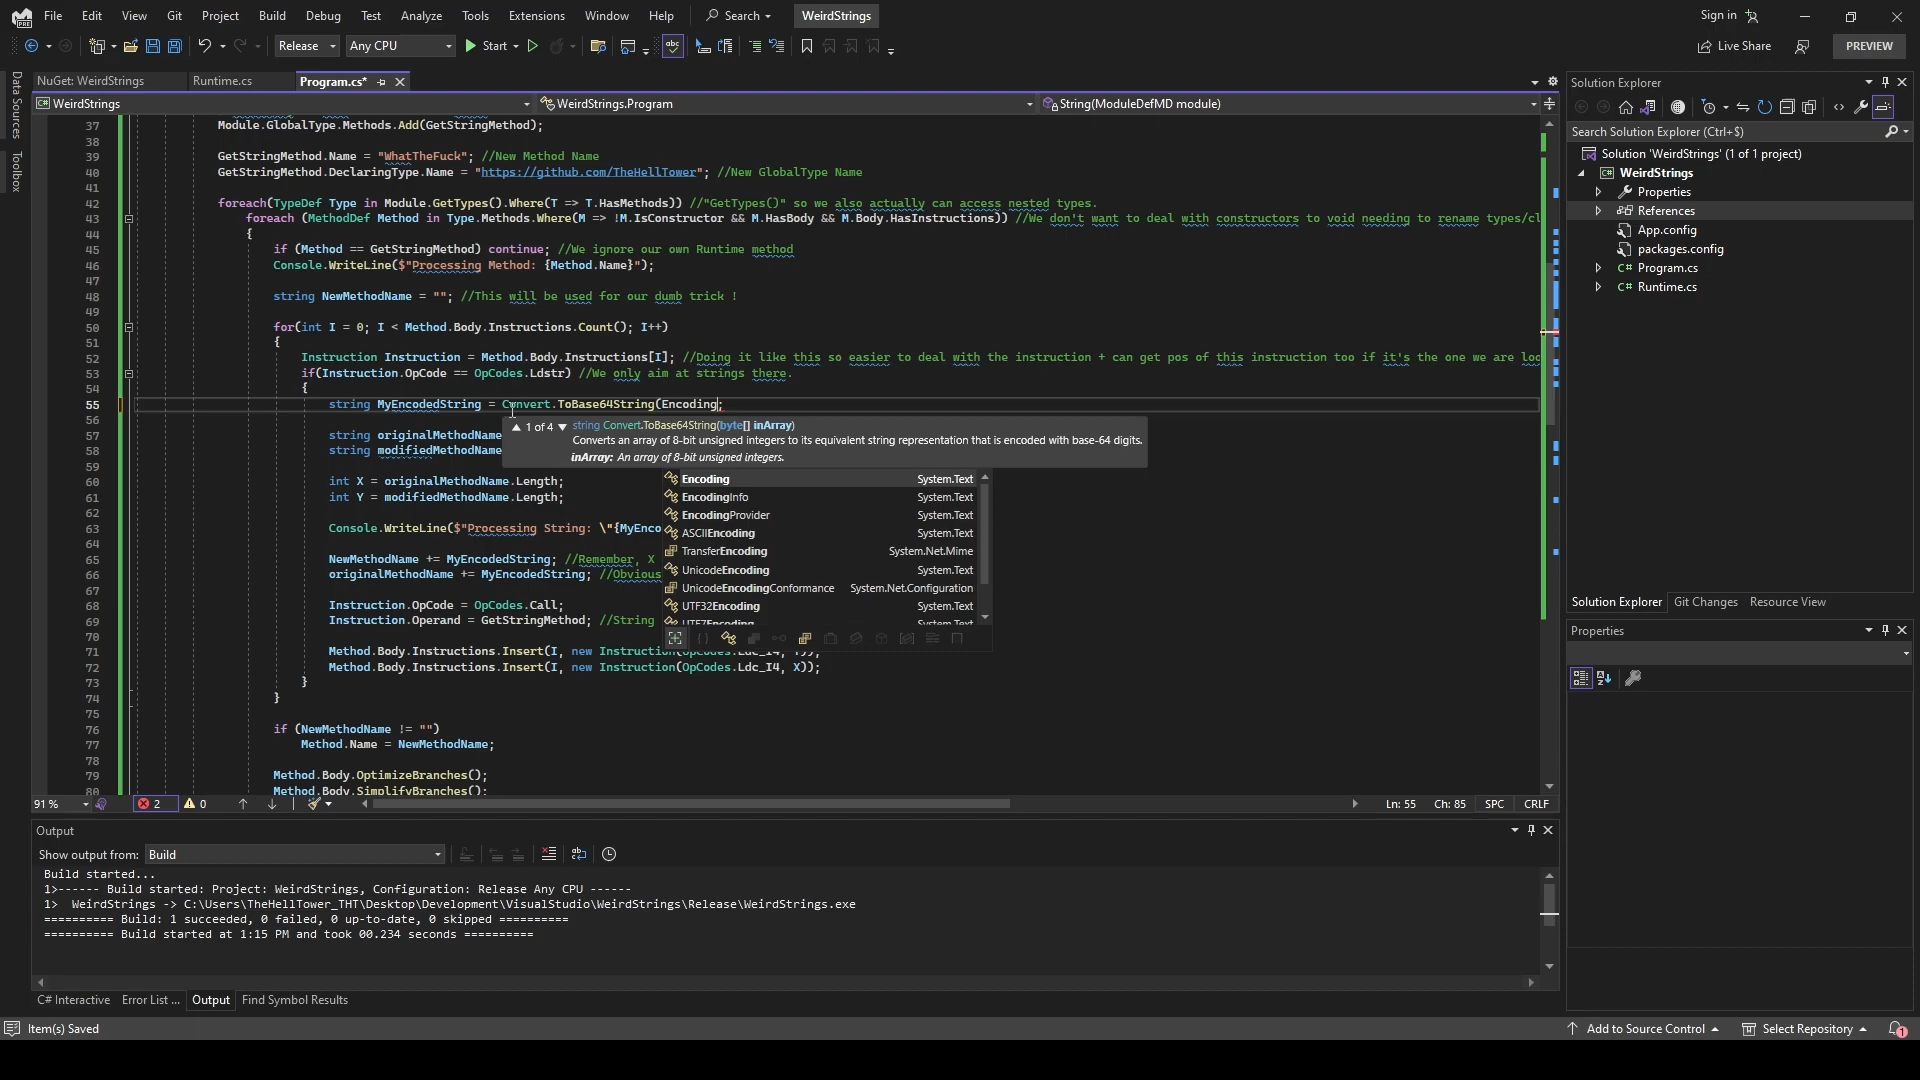 File Edit View Git Project Build Debug Test Analyze Tools Extensions Window Help Search WeirdStrings Sign in
PRE
Release Any CPU Start Live Share PREVIEW
Data Sources
Toolbox
NuGet: WeirdStrings Runtime.cs Program.cs*
WeirdStrings WeirdStrings.Program String(ModuleDefMD module)
37 Module.GlobalType.Methods.Add(GetStringMethod);
38
39 GetStringMethod.Name = "WhatTheFuck"; //New Method Name
40 GetStringMethod.DeclaringType.Name = "https://github.com/TheHellTower"; //New GlobalType Name
41
42 foreach(TypeDef Type in Module.GetTypes().Where(T => T.HasMethods)) //"GetTypes()" so we also actually can access nested types.
43 foreach (MethodDef Method in Type.Methods.Where(M => !M.IsConstructor && M.HasBody && M.Body.HasInstructions)) //We don't want to deal with constructors to void needing to rename types/cl
44 {
45 if (Method == GetStringMethod) continue; //We ignore our own Runtime method
46 Console.WriteLine($"Processing Method: {Method.Name}");
47
48 string NewMethodName = ""; //This will be used for our dumb trick !
49
50 for(int I = 0; I < Method.Body.Instructions.Count(); I++)
51 {
52 Instruction Instruction = Method.Body.Instructions[I]; //Doing it like this so easier to deal with the instruction + can get pos of this instruction too if it's the one we are loo
53 if(Instruction.OpCode == OpCodes.Ldstr) //We only aim at strings there.
54 {
55 string MyEncodedString = Convert.ToBase64String(Encoding;
56
1 of 4 string Convert.ToBase64String(byte[] inArray)
Converts an array of 8-bit unsigned integers to its equivalent string representation that is encoded with base-64 digits.
inArray: An array of 8-bit unsigned integers.
57 string originalMethodName
58 string modifiedMethodName
59
60 int X = originalMethodName.Length;
61 int Y = modifiedMethodName.Length;
62
63 Console.WriteLine($"Processing String: \"{MyEnco
64
65 NewMethodName += MyEncodedString; //Remember, X
66 originalMethodName += MyEncodedString; //Obvious
67
68 Instruction.OpCode = OpCodes.Call;
69 Instruction.Operand = GetStringMethod; //String
70
71 Method.Body.Instructions.Insert(I, new Instruction(OpCodes.Ldc_I4, Y));
72 Method.Body.Instructions.Insert(I, new Instruction(OpCodes.Ldc_I4, X));
73 }
74 }
75
76 if (NewMethodName != "")
77 Method.Name = NewMethodName;
78
79 Method.Body.OptimizeBranches();
80 Method.Body.SimplifyBranches();
Encoding System.Text
EncodingInfo System.Text
EncodingProvider System.Text
ASCIIEncoding System.Text
TransferEncoding System.Net.Mime
UnicodeEncoding System.Text
UnicodeEncodingConformance System.Net.Configuration
UTF32Encoding System.Text
UTF7Encoding System.Text
91 % 2 0 Ln: 55 Ch: 85 SPC CRLF
Output
Show output from: Build
Build started...
1>------ Build started: Project: WeirdStrings, Configuration: Release Any CPU ------
1> WeirdStrings -> C:\Users\TheHellTower_THT\Desktop\Development\VisualStudio\WeirdStrings\Release\WeirdStrings.exe
========== Build: 1 succeeded, 0 failed, 0 up-to-date, 0 skipped ==========
========== Build started at 1:15 PM and took 00.234 seconds ==========
C# Interactive Error List ... Output Find Symbol Results
Solution Explorer
Search Solution Explorer (Ctrl+$)
Solution 'WeirdStrings' (1 of 1 project)
WeirdStrings
Properties
References
App.config
packages.config
C# Program.cs
C# Runtime.cs
Solution Explorer Git Changes Resource View
Properties
Item(s) Saved Add to Source Control Select Repository 1